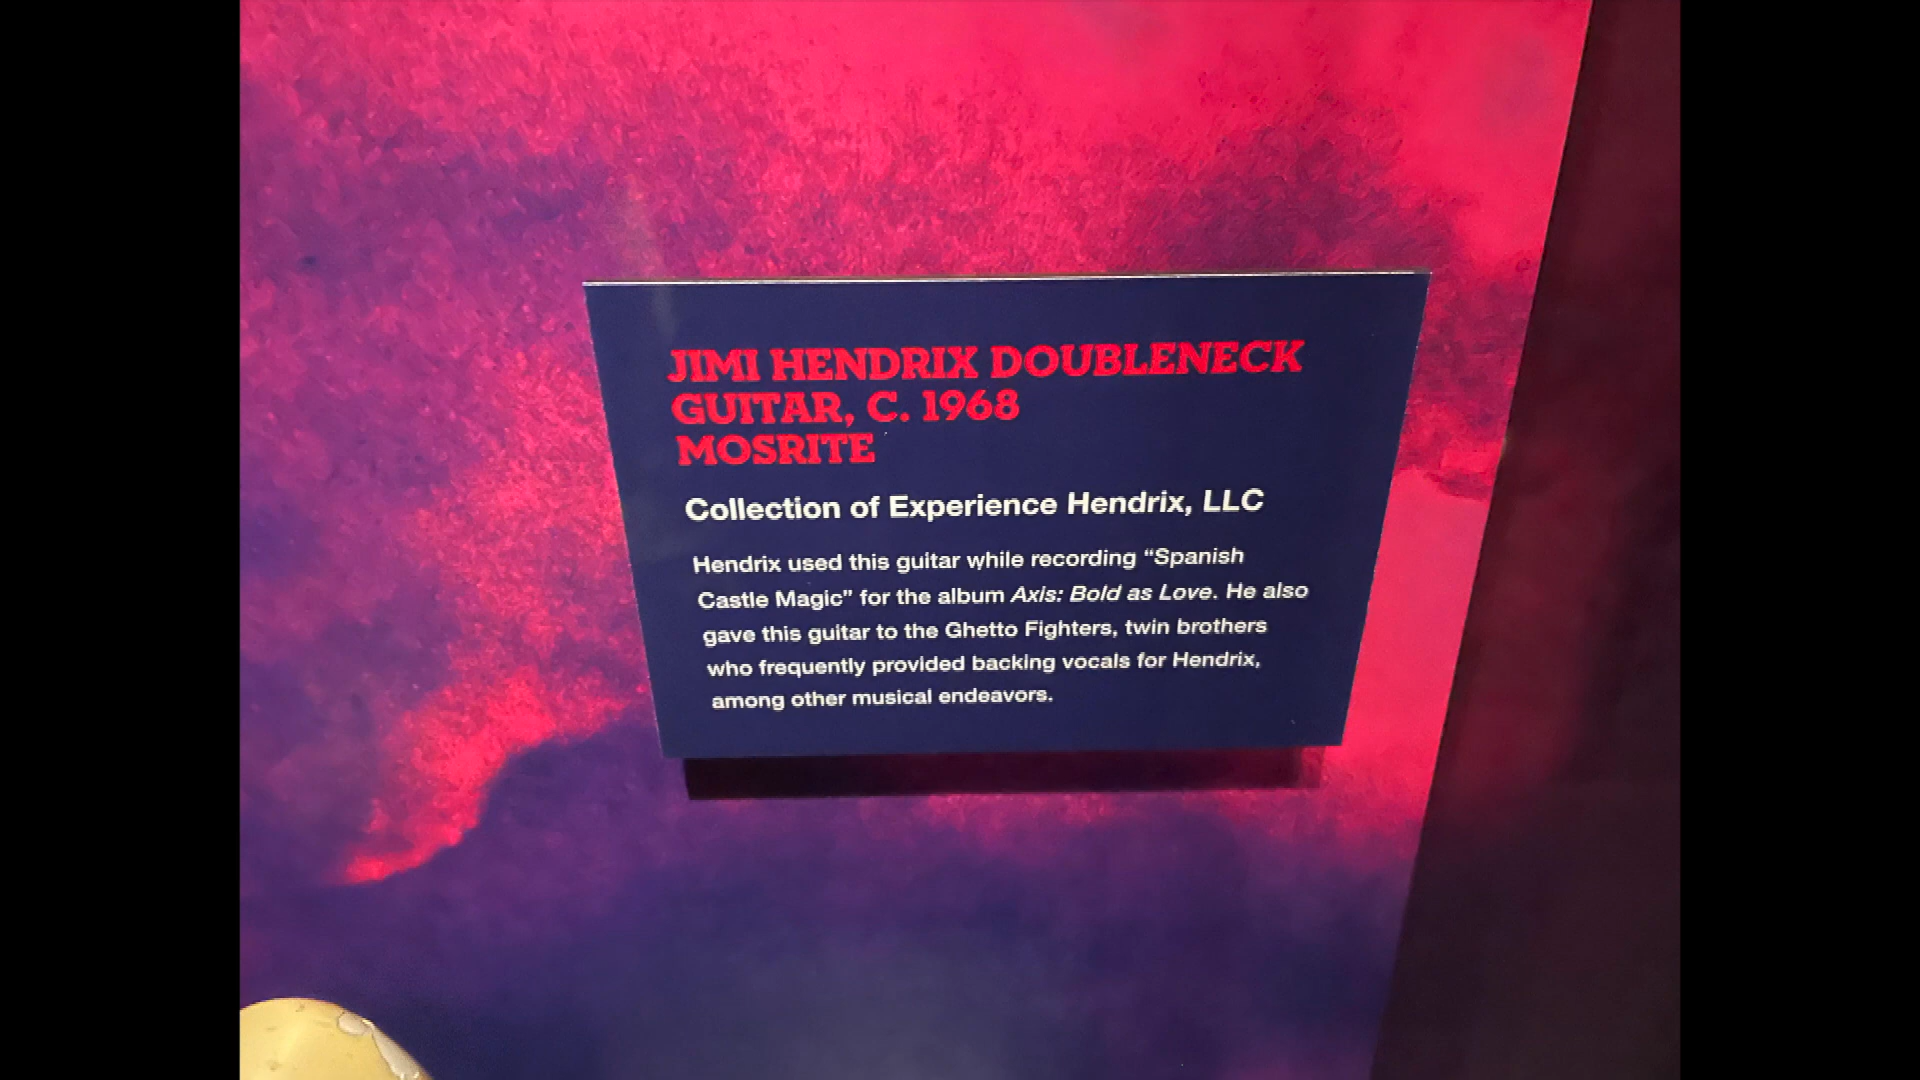 JIMI HENDRIX DOUBLENECK
GUITAR, C. 1968
MOSRITE
Collection of Experience Hendrix, LLC
Hendrix used this guitar while recording “Spanish
Castle Magic” for the album Axis: Bold as Love. He also
gave this guitar to the Ghetto Fighters, twin brothers
who frequently provided backing vocals for Hendrix,
among other musical endeavors.